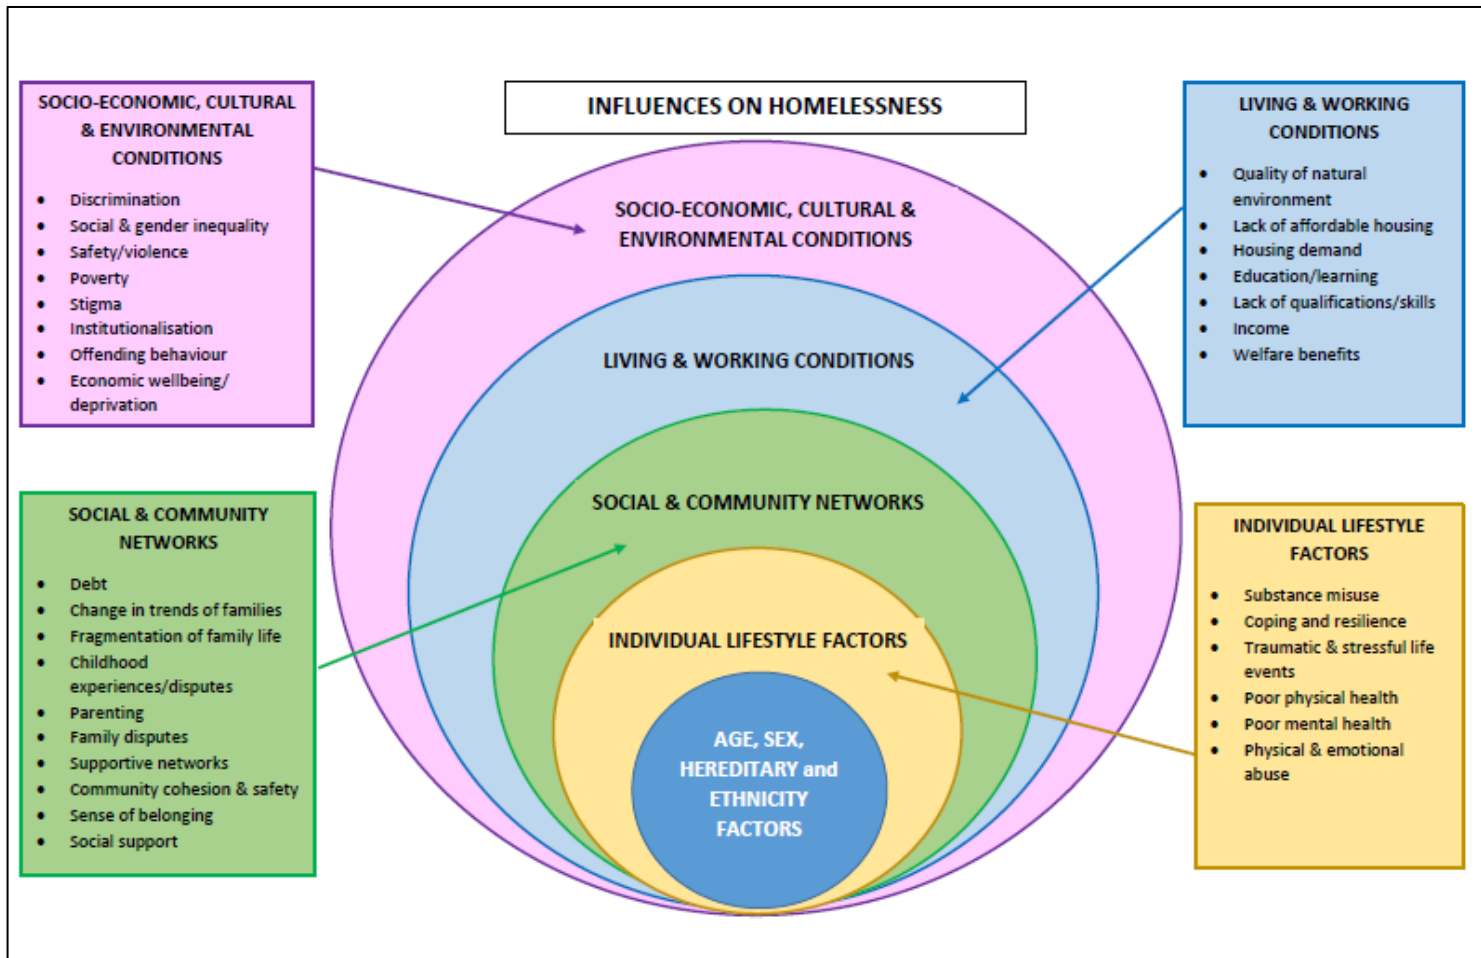 INFLUENCES ON HOMELESSNESS
SOCIO-ECONOMIC, CULTURAL
& ENVIRONMENTAL
CONDITIONS
• Discrimination
• Social & gender inequality
• Safety/violence
• Poverty
• Stigma
• Institutionalisation
• Offending behaviour
• Economic wellbeing/
deprivation
LIVING & WORKING
CONDITIONS
• Quality of natural
environment
• Lack of affordable housing
• Housing demand
• Education/learning
• Lack of qualifications/skills
• Income
• Welfare benefits
SOCIO-ECONOMIC, CULTURAL &
ENVIRONMENTAL CONDITIONS
LIVING & WORKING CONDITIONS
SOCIAL & COMMUNITY NETWORKS
INDIVIDUAL LIFESTYLE FACTORS
AGE, SEX,
HEREDITARY and
ETHNICITY
FACTORS
SOCIAL & COMMUNITY
NETWORKS
• Debt
• Change in trends of families
• Fragmentation of family life
• Childhood
experiences/disputes
• Parenting
• Family disputes
• Supportive networks
• Community cohesion & safety
• Sense of belonging
• Social support
INDIVIDUAL LIFESTYLE
FACTORS
• Substance misuse
• Coping and resilience
• Traumatic & stressful life
events
• Poor physical health
• Poor mental health
• Physical & emotional
abuse